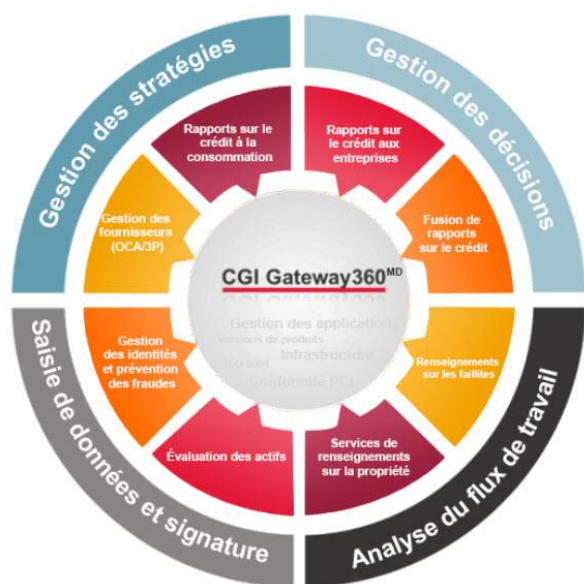 Gestion des stratégies
Gestion des décisions
Rapports sur le
crédit à la
consommation
Rapports sur
le crédit aux
entreprises
Gestion des
fournisseurs
(OCA/3P)
Fusion de
rapports
sur le crédit
CGI Gateway360MD
Gestion des applications
Versions de produits
Infrastructure
Conformité PCI
Gestion
des identités
et prévention
des fraudes
Renseignements
sur les faillites
Évaluation des actifs
Services de
renseignements
sur la propriété
Saisie de données et signature
Analyse du flux de travail